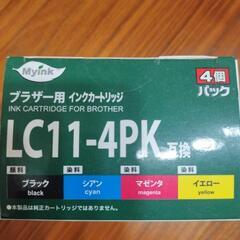 Myink
ブラザー用 インクカートリッジ
INK CARTRIDGE FOR BROTHER
4個
パック
LC11-4PK 互換
顔料 染料 染料 染料
ブラック シアン マゼンタ イエロー
black cyan magenta yellow
※本製品は純正カートリッジではありません。